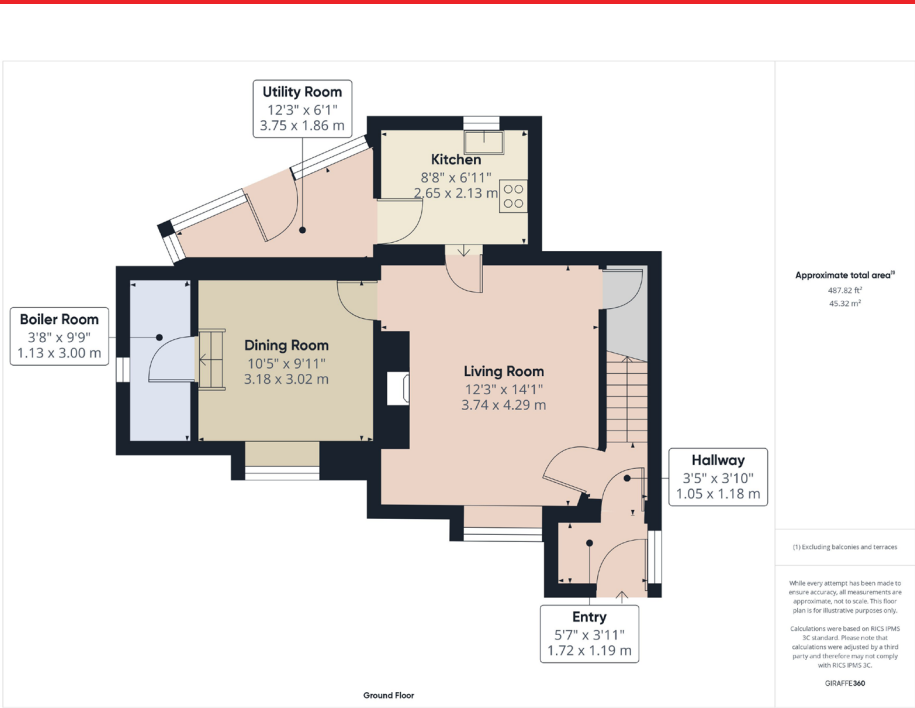 Utility Room
12'3" x 6'1"
3.75 x 1.86 m
Kitchen
8'8" x 6'11"
2.65 x 2.13 m
Boiler Room
3'8" x 9'9"
1.13 x 3.00 m
Dining Room
10'5" x 9'11"
3.18 x 3.02 m
Living Room
12'3" x 14'1"
3.74 x 4.29 m
Hallway
3'5" x 3'10"
1.05 x 1.18 m
Entry
5'7" x 3'11"
1.72 x 1.19 m
Ground Floor
Approximate total area⁽¹⁾
487.82 ft²
45.32 m²
(1) Excluding balconies and terraces
While every attempt has been made to
ensure accuracy, all measurements are
approximate, not to scale. This floor
plan is for illustrative purposes only.
Calculations were based on RICS IPMS
3C standard. Please note that
calculations were adjusted by a third
party and therefore may not comply
with RICS IPMS 3C.
GIRAFFE360